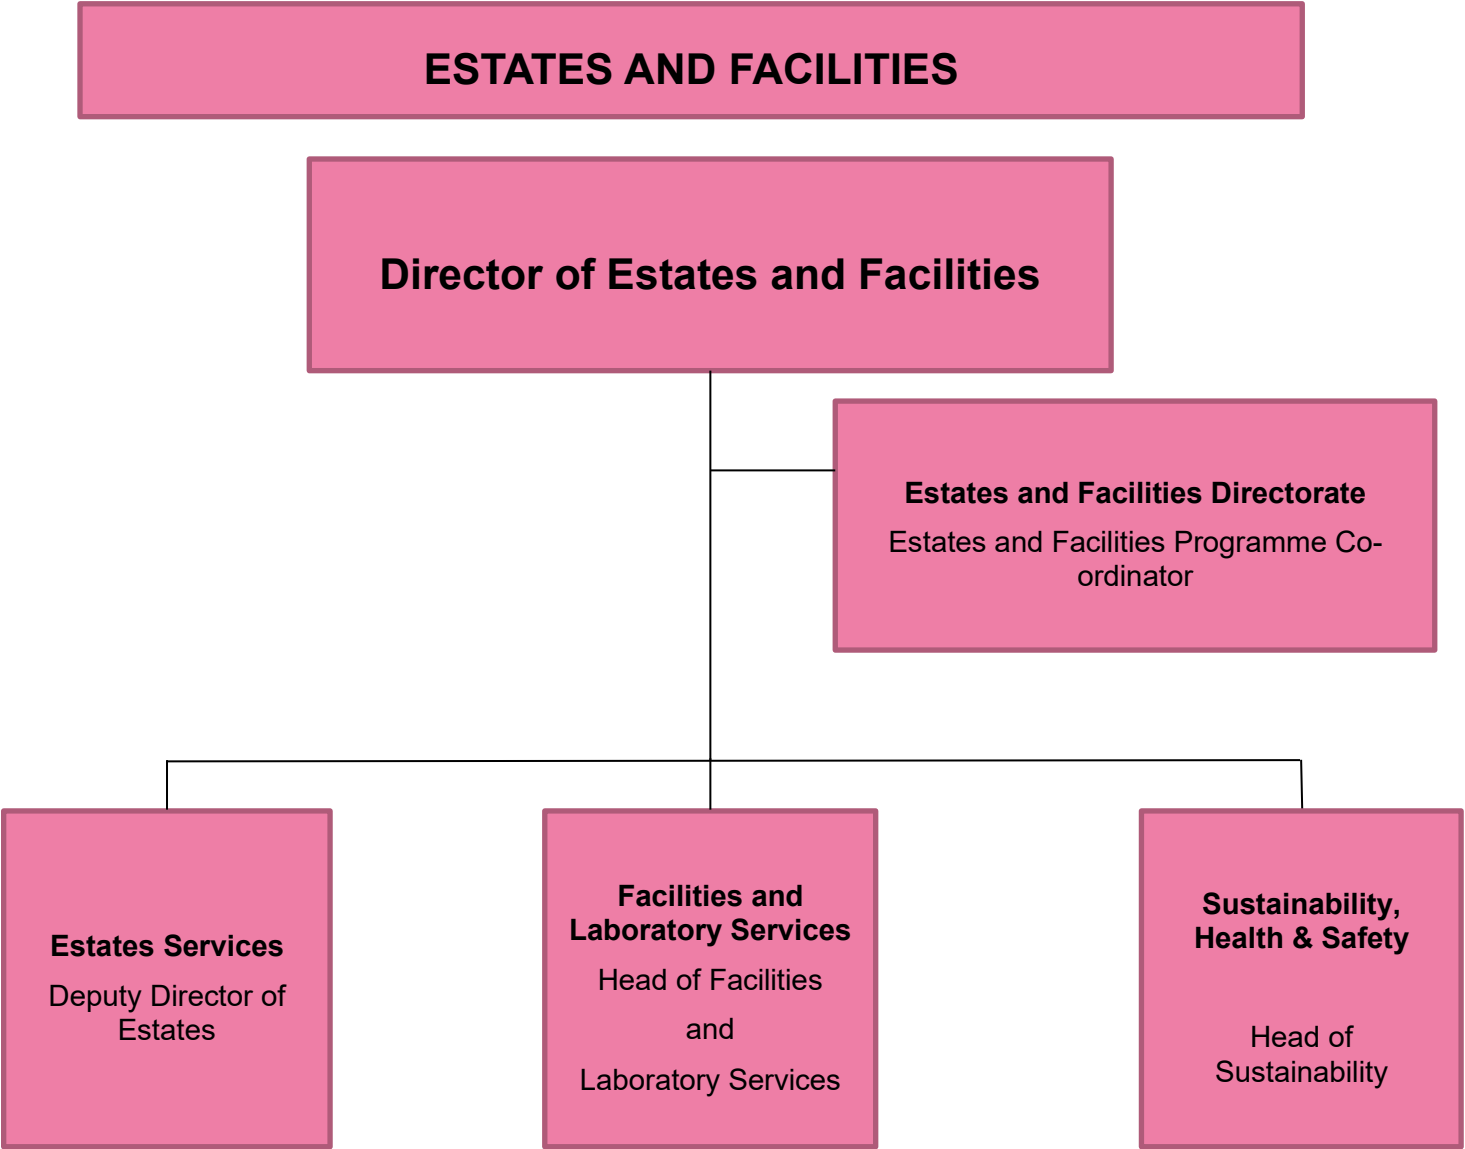 ESTATES AND FACILITIES
Director of Estates and Facilities
Estates and Facilities Directorate
Estates and Facilities Programme Co-
ordinator
Estates Services
Deputy Director of
Estates
Facilities and
Laboratory Services
Head of Facilities
and
Laboratory Services
Sustainability,
Health & Safety
Head of
Sustainability